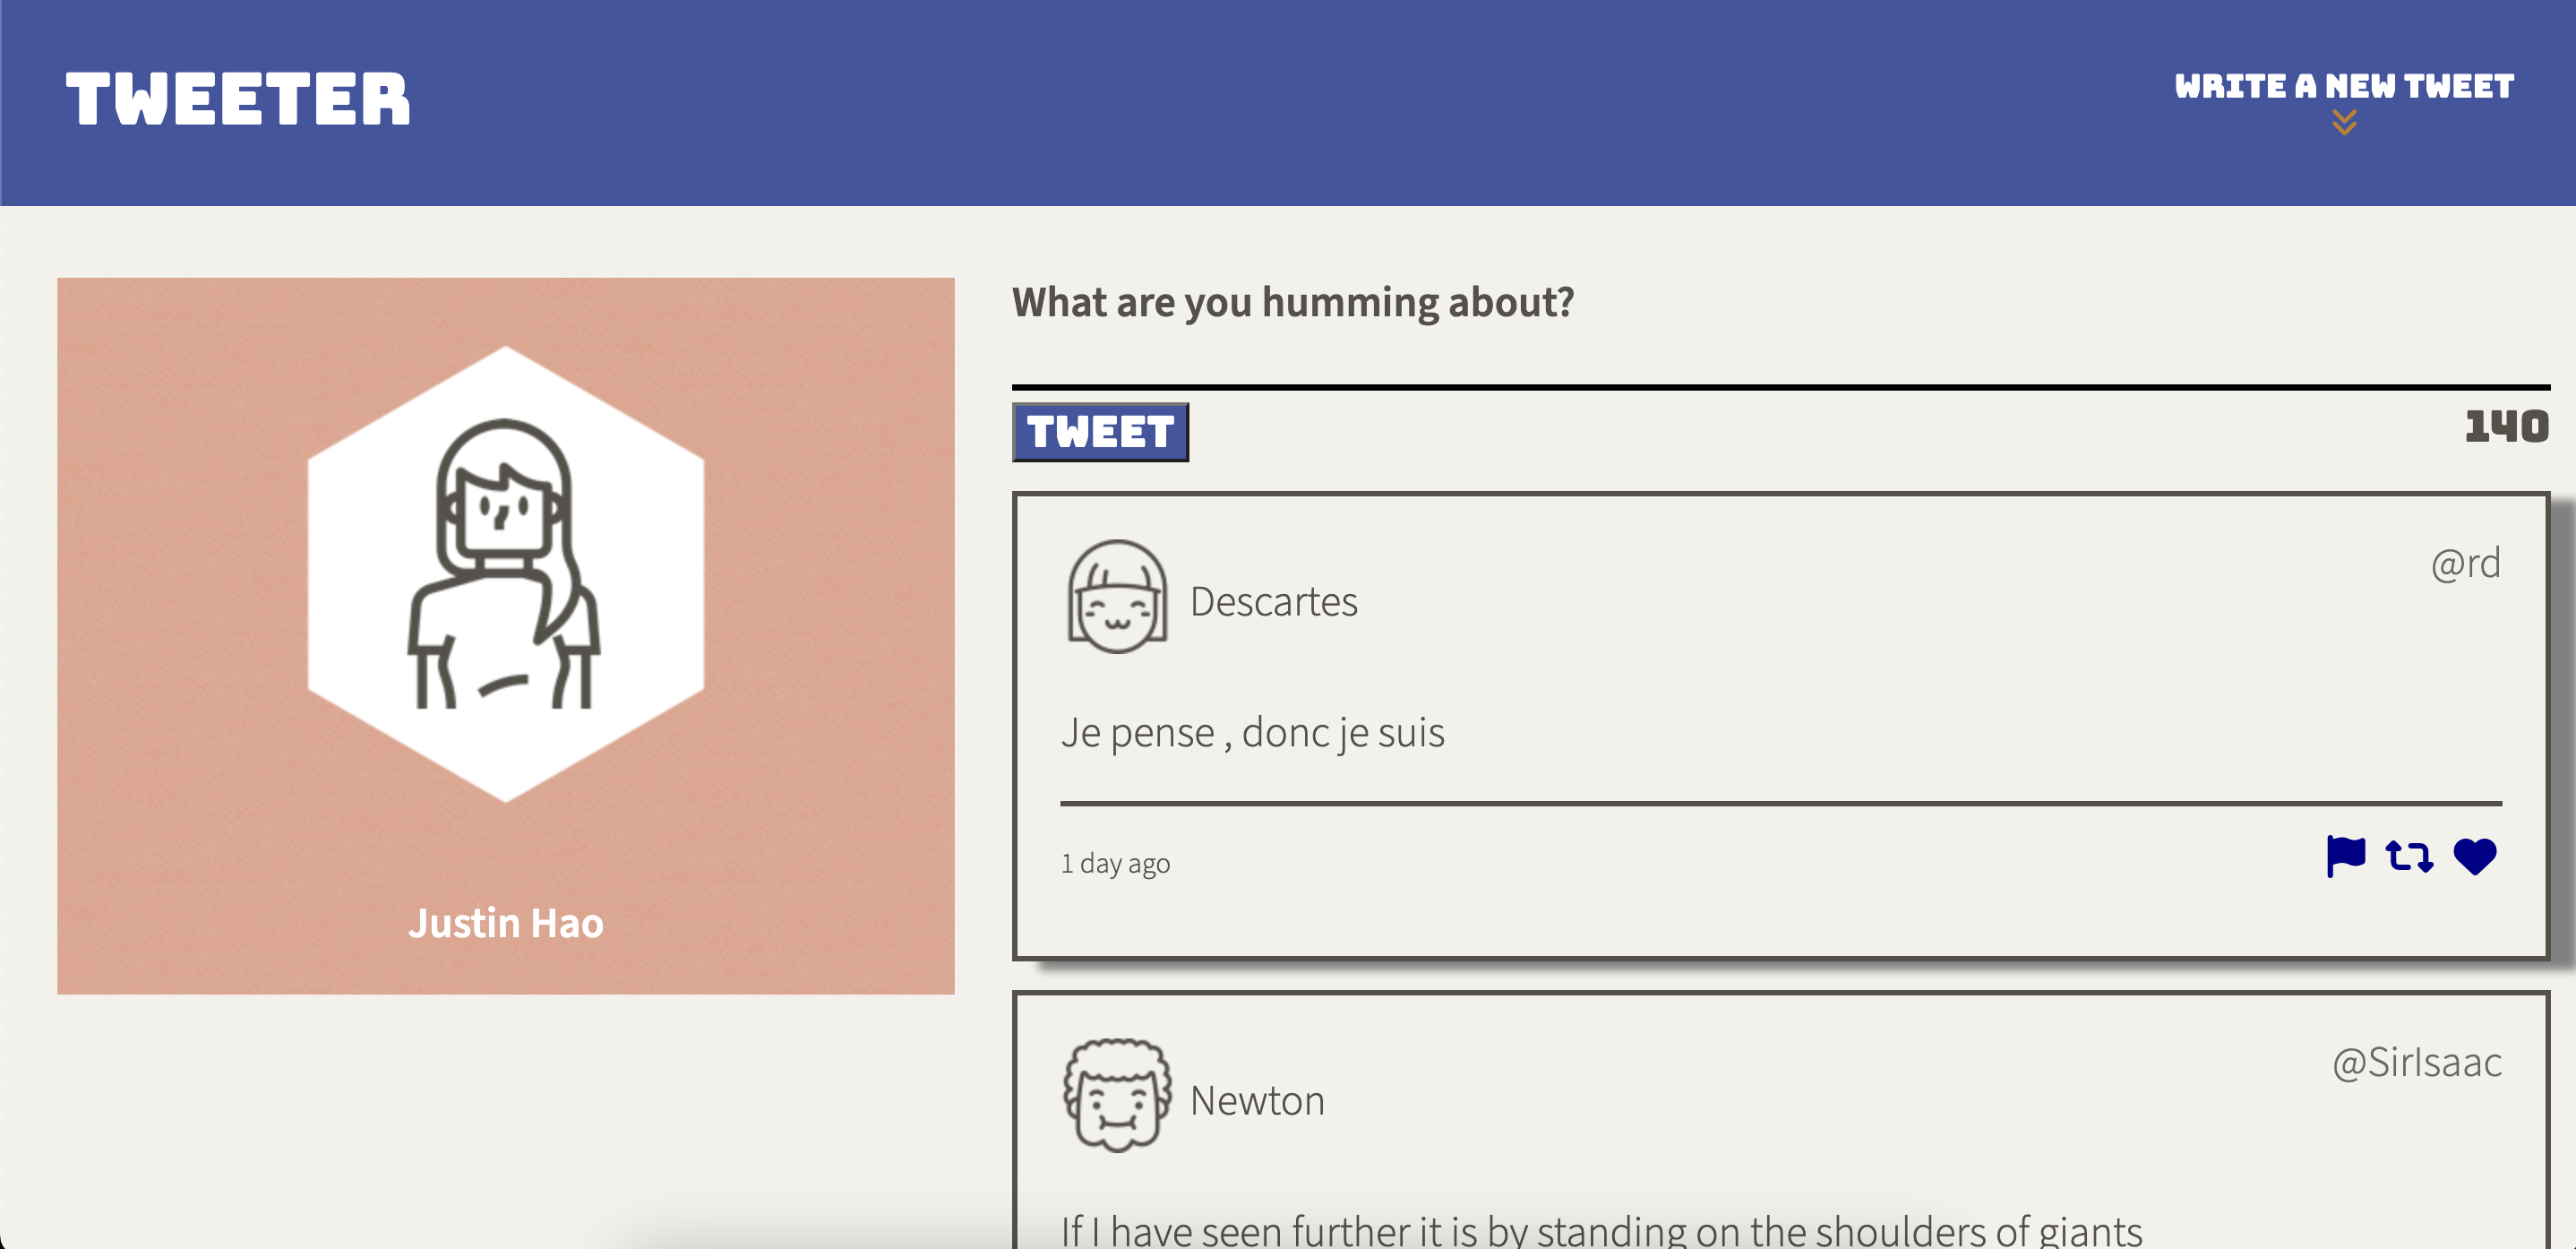 TWEETER
WRITE A NEW TWEET
Justin Hao
What are you humming about?
TWEET
140
Descartes
@rd
Je pense , donc je suis
1 day ago
Newton
@SirIsaac
If I have seen further it is by standing on the shoulders of giants